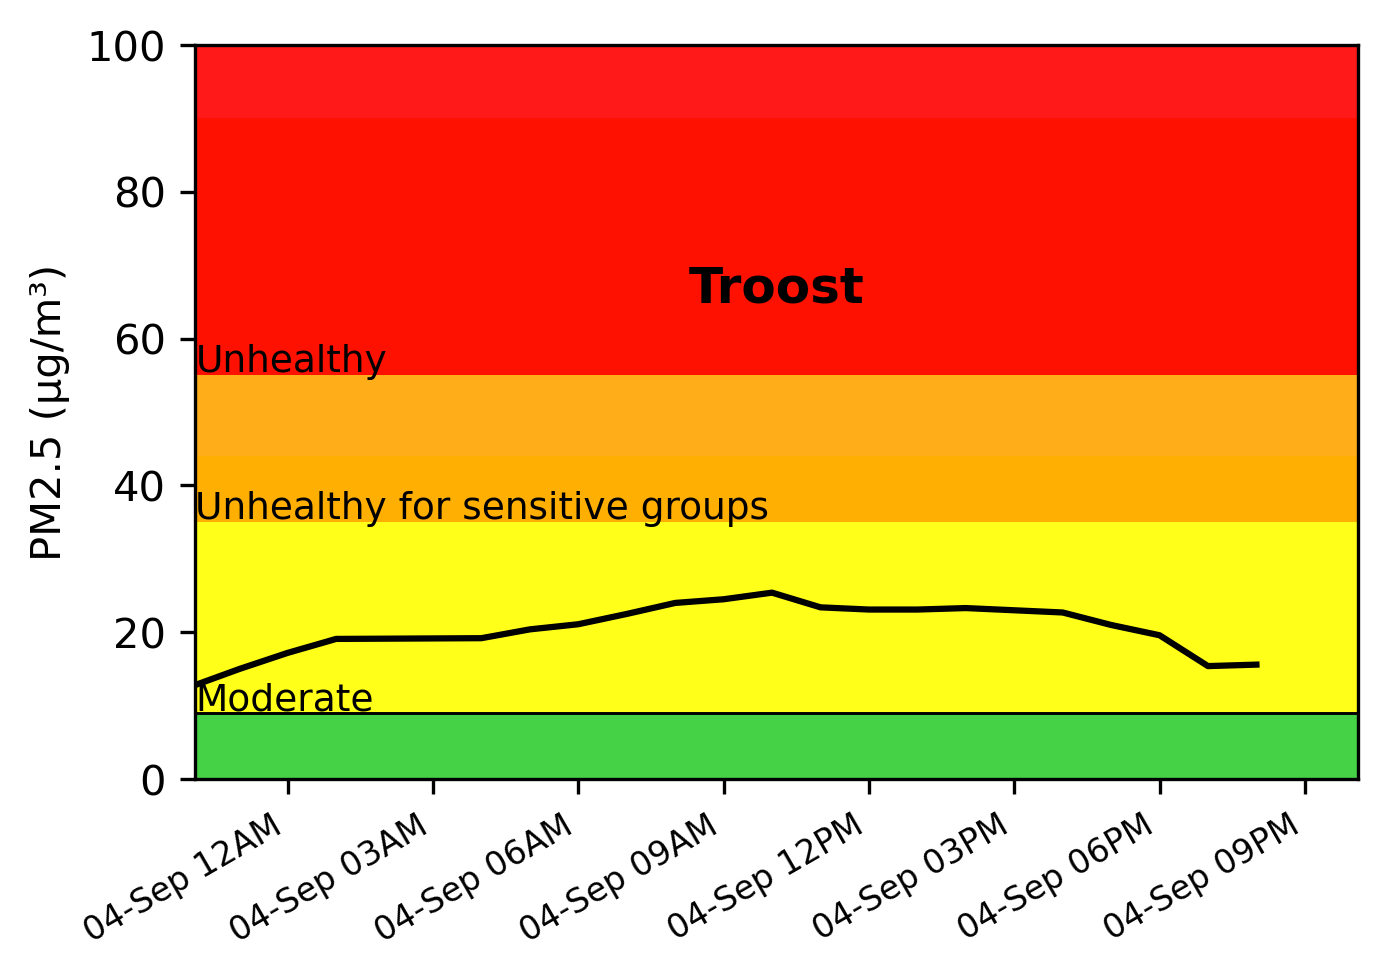 100
80
60
40
20
0
PM2.5 (µg/m³)
Troost
Unhealthy
Unhealthy for sensitive groups
Moderate
04-Sep 12AM
04-Sep 03AM
04-Sep 06AM
04-Sep 09AM
04-Sep 12PM
04-Sep 03PM
04-Sep 06PM
04-Sep 09PM